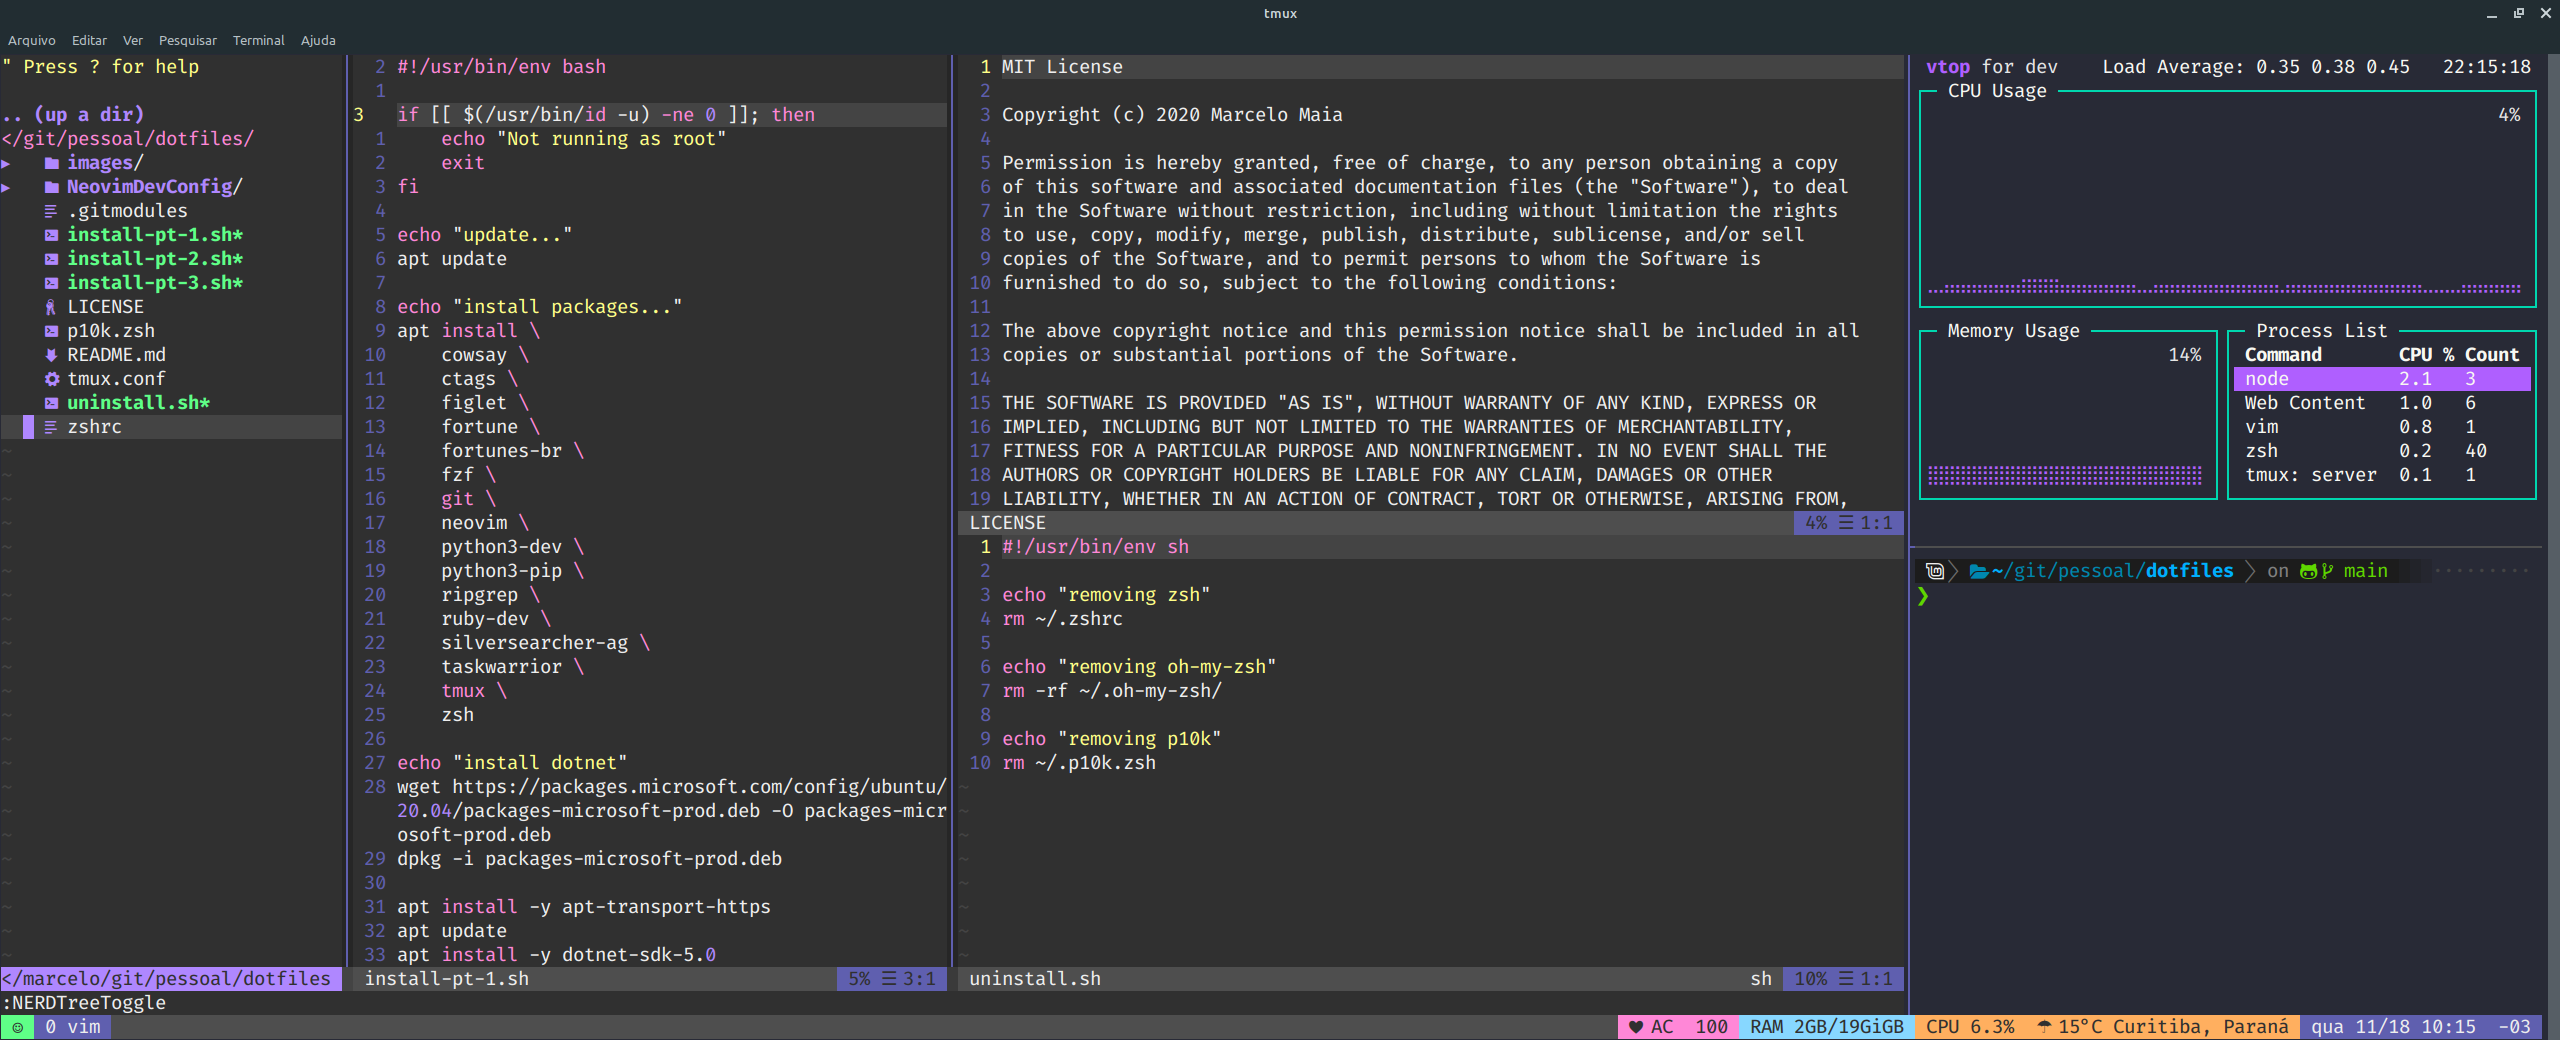 tmux
Arquivo Editar Ver Pesquisar Terminal Ajuda
" Press ? for help
.. (up a dir)
</git/pessoal/dotfiles/
▸ images/
▸ NeovimDevConfig/
.gitmodules
install-pt-1.sh*
install-pt-2.sh*
install-pt-3.sh*
LICENSE
p10k.zsh
README.md
tmux.conf
uninstall.sh*
zshrc
</marcelo/git/pessoal/dotfiles
2 #!/usr/bin/env bash
1
3 if [[ $(/usr/bin/id -u) -ne 0 ]]; then
1 echo "Not running as root"
2 exit
3 fi
4
5 echo "update..."
6 apt update
7
8 echo "install packages..."
9 apt install \
10 cowsay \
11 ctags \
12 figlet \
13 fortune \
14 fortunes-br \
15 fzf \
16 git \
17 neovim \
18 python3-dev \
19 python3-pip \
20 ripgrep \
21 ruby-dev \
22 silversearcher-ag \
23 taskwarrior \
24 tmux \
25 zsh
26
27 echo "install dotnet"
28 wget https://packages.microsoft.com/config/ubuntu/
20.04/packages-microsoft-prod.deb -O packages-micr
osoft-prod.deb
29 dpkg -i packages-microsoft-prod.deb
30
31 apt install -y apt-transport-https
32 apt update
33 apt install -y dotnet-sdk-5.0
install-pt-1.sh 5% ☰ 3:1
1 MIT License
2
3 Copyright (c) 2020 Marcelo Maia
4
5 Permission is hereby granted, free of charge, to any person obtaining a copy
6 of this software and associated documentation files (the "Software"), to deal
7 in the Software without restriction, including without limitation the rights
8 to use, copy, modify, merge, publish, distribute, sublicense, and/or sell
9 copies of the Software, and to permit persons to whom the Software is
10 furnished to do so, subject to the following conditions:
11
12 The above copyright notice and this permission notice shall be included in all
13 copies or substantial portions of the Software.
14
15 THE SOFTWARE IS PROVIDED "AS IS", WITHOUT WARRANTY OF ANY KIND, EXPRESS OR
16 IMPLIED, INCLUDING BUT NOT LIMITED TO THE WARRANTIES OF MERCHANTABILITY,
17 FITNESS FOR A PARTICULAR PURPOSE AND NONINFRINGEMENT. IN NO EVENT SHALL THE
18 AUTHORS OR COPYRIGHT HOLDERS BE LIABLE FOR ANY CLAIM, DAMAGES OR OTHER
19 LIABILITY, WHETHER IN AN ACTION OF CONTRACT, TORT OR OTHERWISE, ARISING FROM,
LICENSE 4% ☰ 1:1
1 #!/usr/bin/env sh
2
3 echo "removing zsh"
4 rm ~/.zshrc
5
6 echo "removing oh-my-zsh"
7 rm -rf ~/.oh-my-zsh/
8
9 echo "removing p10k"
10 rm ~/.p10k.zsh
uninstall.sh sh 10% ☰ 1:1
vtop for dev Load Average: 0.35 0.38 0.45 22:15:18
CPU Usage
4%
Memory Usage
14%
Process List
Command CPU % Count
node 2.1 3
Web Content 1.0 6
vim 0.8 1
zsh 0.2 40
tmux: server 0.1 1
~/git/pessoal/dotfiles on main
❯
:NERDTreeToggle
☺ 0 vim ♥ AC 100 RAM 2GB/19GiGB CPU 6.3% ☂ 15°C Curitiba, Paraná qua 11/18 10:15 -03